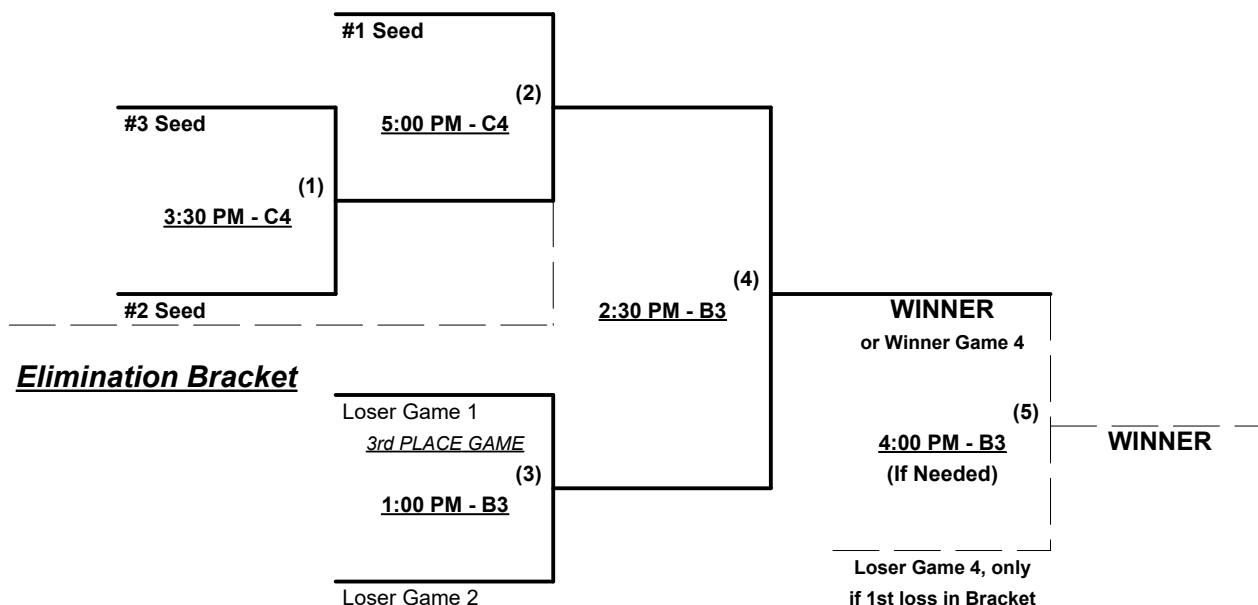 #1 Seed
(2)
5:00 PM - C4
#3 Seed
(1)
3:30 PM - C4
#2 Seed
(4)
2:30 PM - B3
WINNER
or Winner Game 4
Elimination Bracket
Loser Game 1
3rd PLACE GAME
(3)
1:00 PM - B3
Loser Game 2
(5)
4:00 PM - B3
(If Needed)
WINNER
Loser Game 4, only
if 1st loss in Bracket